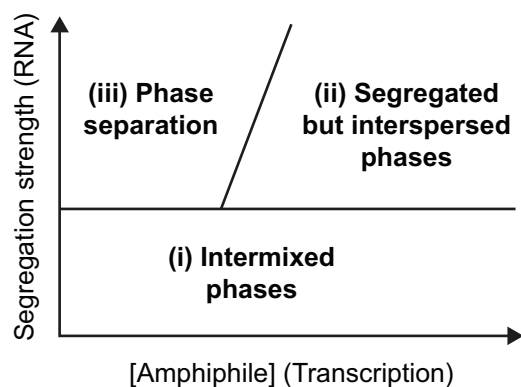 Segregation strength (RNA)
(iii) Phase
separation
(ii) Segregated
but interspersed
phases
(i) Intermixed
phases
[Amphiphile] (Transcription)